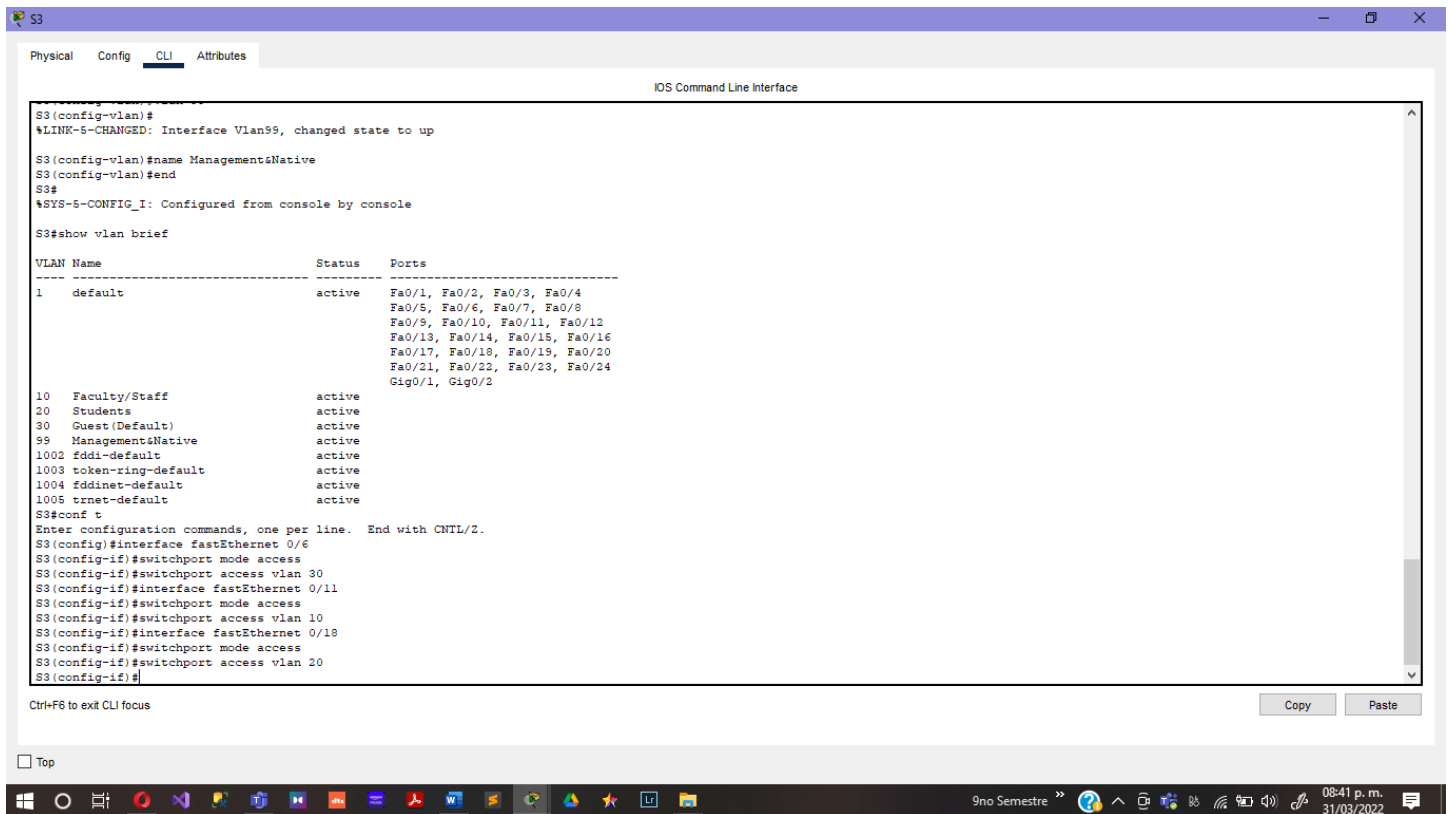 S3
Physical Config CLI Attributes
IOS Command Line Interface
S3(config-vlan)#
%LINK-5-CHANGED: Interface Vlan99, changed state to up
S3(config-vlan)#name Management&Native
S3(config-vlan)#end
S3#
%SYS-5-CONFIG_I: Configured from console by console
S3#show vlan brief
VLAN Name Status Ports
---- -------------------------------- --------- -------------------------------
1 default active Fa0/1, Fa0/2, Fa0/3, Fa0/4
Fa0/5, Fa0/6, Fa0/7, Fa0/8
Fa0/9, Fa0/10, Fa0/11, Fa0/12
Fa0/13, Fa0/14, Fa0/15, Fa0/16
Fa0/17, Fa0/18, Fa0/19, Fa0/20
Fa0/21, Fa0/22, Fa0/23, Fa0/24
Gig0/1, Gig0/2
10 Faculty/Staff active
20 Students active
30 Guest(Default) active
99 Management&Native active
1002 fddi-default active
1003 token-ring-default active
1004 fddinet-default active
1005 trnet-default active
S3#conf t
Enter configuration commands, one per line. End with CNTL/Z.
S3(config)#interface fastEthernet 0/6
S3(config-if)#switchport mode access
S3(config-if)#switchport access vlan 30
S3(config-if)#interface fastEthernet 0/11
S3(config-if)#switchport mode access
S3(config-if)#switchport access vlan 10
S3(config-if)#interface fastEthernet 0/18
S3(config-if)#switchport mode access
S3(config-if)#switchport access vlan 20
S3(config-if)#
Ctrl+F6 to exit CLI focus
Copy Paste
Top
9no Semestre
08:41 p. m.
31/03/2022